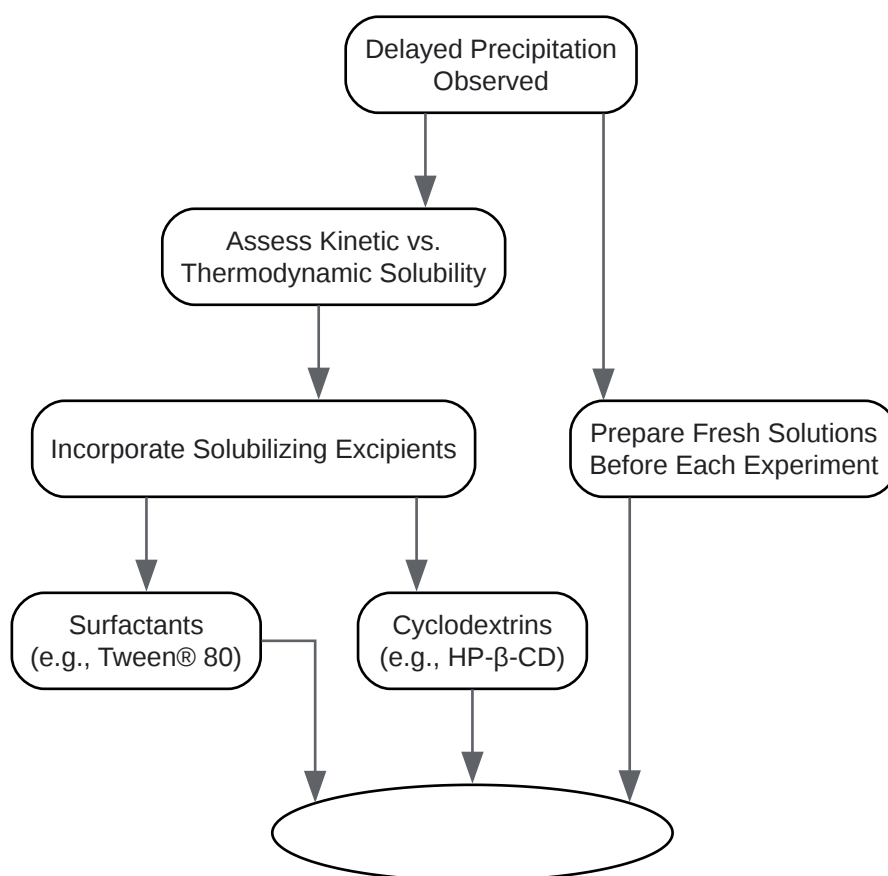 Delayed Precipitation
Observed
Assess Kinetic vs.
Thermodynamic Solubility
Incorporate Solubilizing Excipients
Prepare Fresh Solutions
Before Each Experiment
Surfactants
(e.g., Tween® 80)
Cyclodextrins
(e.g., HP-β-CD)